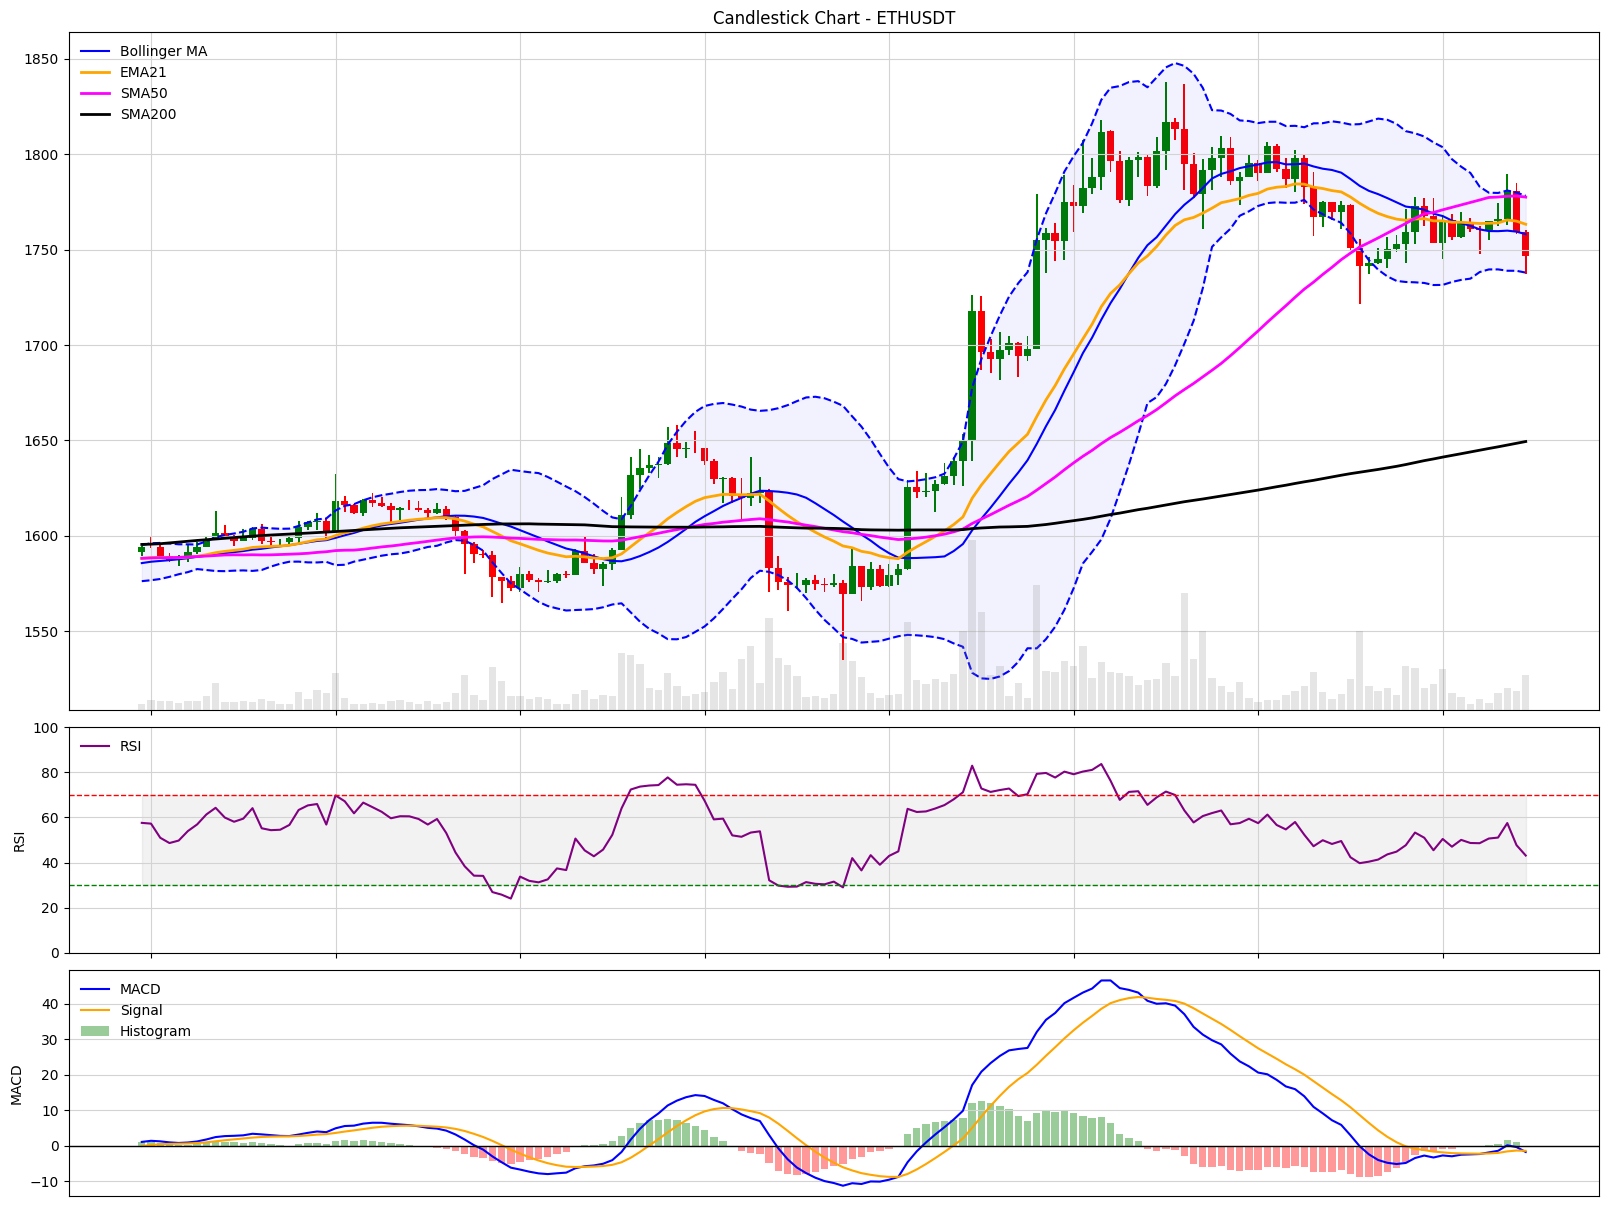 Candlestick Chart - ETHUSDT
Bollinger MA
EMA21
SMA50
SMA200
1850
1800
1750
1700
1650
1600
1550
RSI
100
80
60
40
20
0
RSI
MACD
Signal
Histogram
40
30
20
10
0
−10
MACD